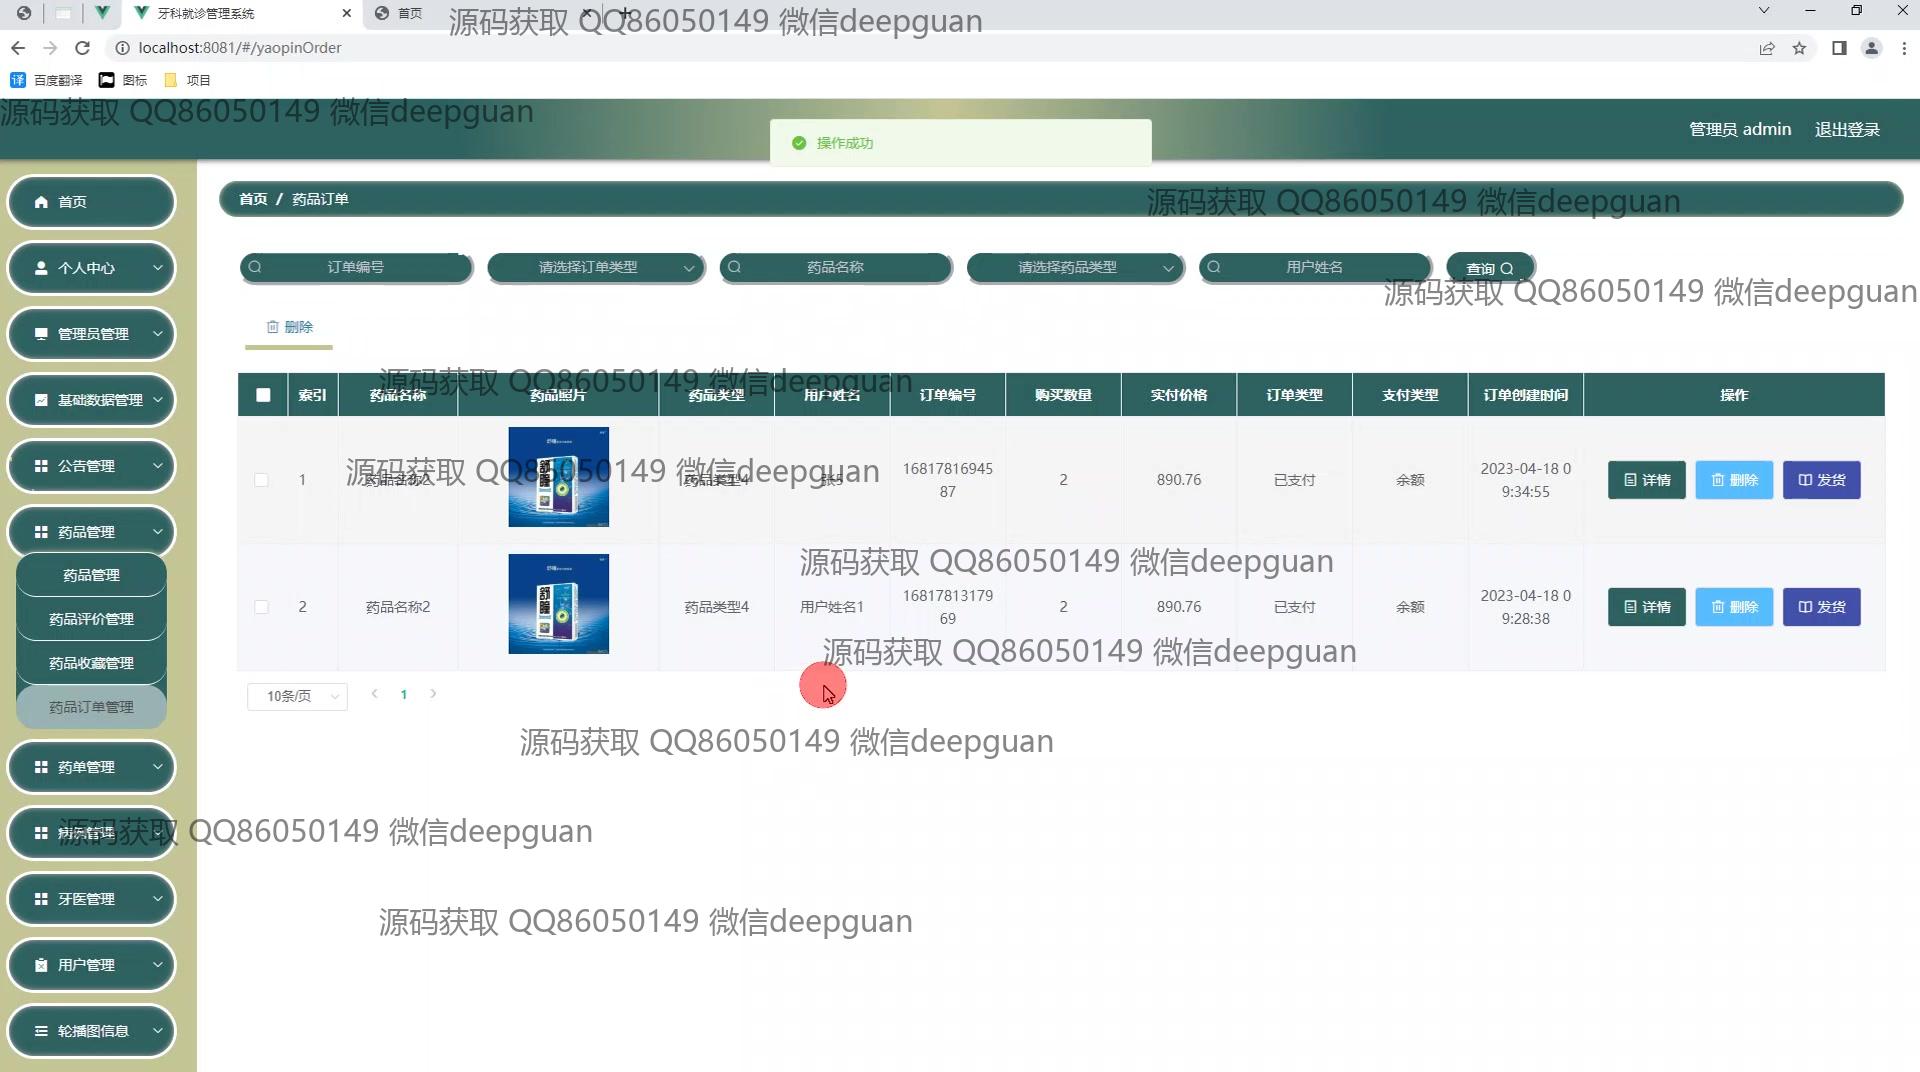 牙科就诊管理系统
首页
源码获取 QQ86050149 微信deepguan
localhost:8081/#/yaopinOrder
译 百度翻译 图标 项目
源码获取 QQ86050149 微信deepguan
操作成功
管理员 admin 退出登录
首页 / 药品订单
源码获取 QQ86050149 微信deepguan
订单编号 请选择订单类型 药品名称 请选择药品类型 用户姓名 查询
源码获取 QQ86050149 微信deepguan
删除
源码获取 QQ86050149 微信deepguan
索引 药品名称 药品照片 药品类型 用户姓名 订单编号 购买数量 实付价格 订单类型 支付类型 订单创建时间 操作
源码获取 QQ86050149 微信deepguan
1 药品名称2 舒瞳 药品类型4 张5 16817816945
87 2 890.76 已支付 余额 2023-04-18 0
9:34:55 详情 删除 发货
源码获取 QQ86050149 微信deepguan
2 药品名称2 舒瞳 药品类型4 用户姓名1 16817813179
69 2 890.76 已支付 余额 2023-04-18 0
9:28:38 详情 删除 发货
源码获取 QQ86050149 微信deepguan
10条/页 1
源码获取 QQ86050149 微信deepguan
源码获取 QQ86050149 微信deepguan
源码获取 QQ86050149 微信deepguan
首页
个人中心
管理员管理
基础数据管理
公告管理
药品管理
药品管理
药品评价管理
药品收藏管理
药品订单管理
药单管理
牙医管理
用户管理
轮播图信息